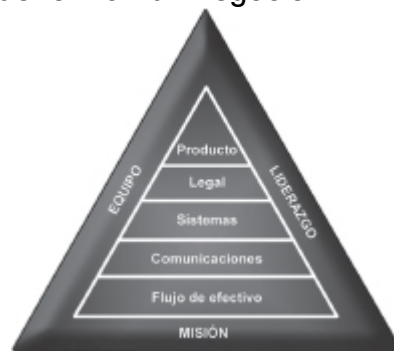 Producto
Legal
Sistemas
Comunicaciones
Flujo de efectivo
EQUIPO
LIDERAZGO
MISIÓN